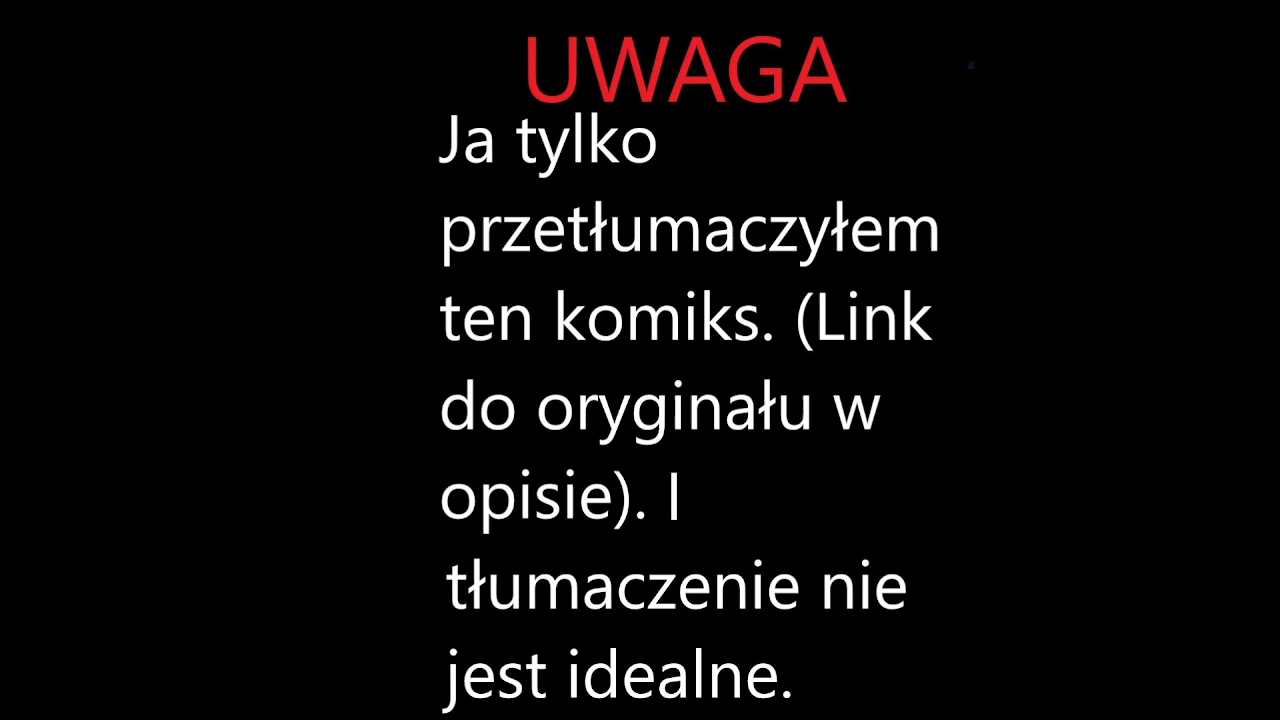 UWAGA
Ja tylko
przetłumaczyłem
ten komiks. (Link
do oryginału w
opisie). I
tłumaczenie nie
jest idealne.